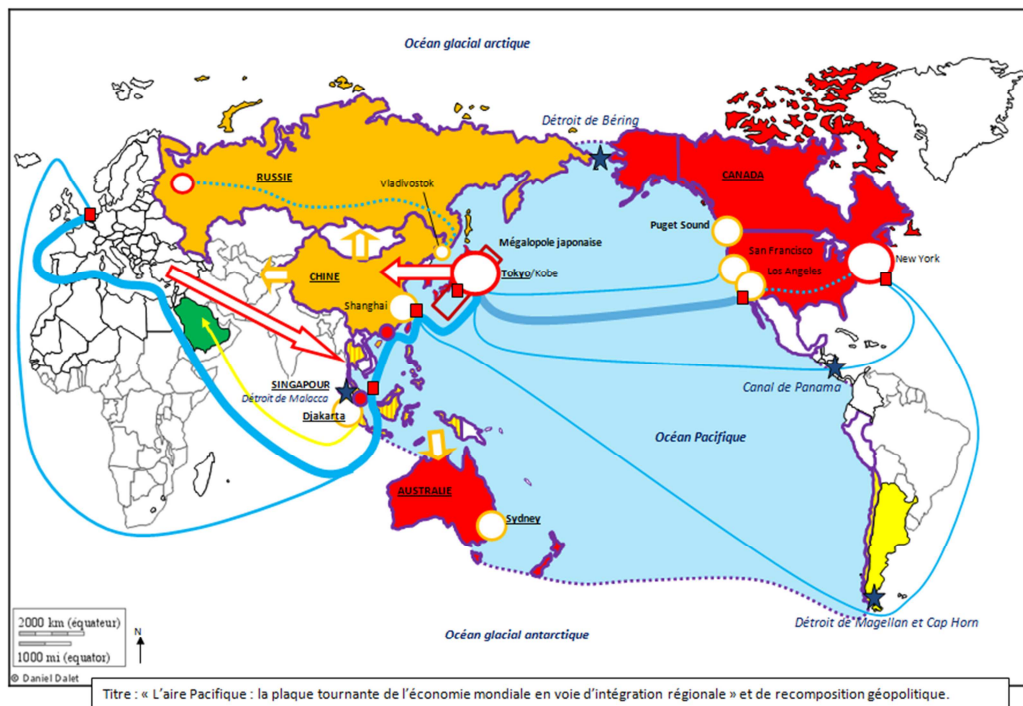 Océan glacial arctique
Détroit de Béring
RUSSIE
CANADA
Vladivostok
Puget Sound
Mégalopole japonaise
San Francisco
New York
CHINE
Tokyo/Kobe
Los Angeles
Shanghai
SINGAPOUR
Détroit de Malacca
Canal de Panama
Djakarta
Océan Pacifique
AUSTRALIE
Sydney
2000 km (équateur)
1000 mi (equator)
N
Océan glacial antarctique
Détroit de Magellan et Cap Horn
© Daniel Dalet
Titre : « L’aire Pacifique : la plaque tournante de l’économie mondiale en voie d’intégration régionale » et de recomposition géopolitique.